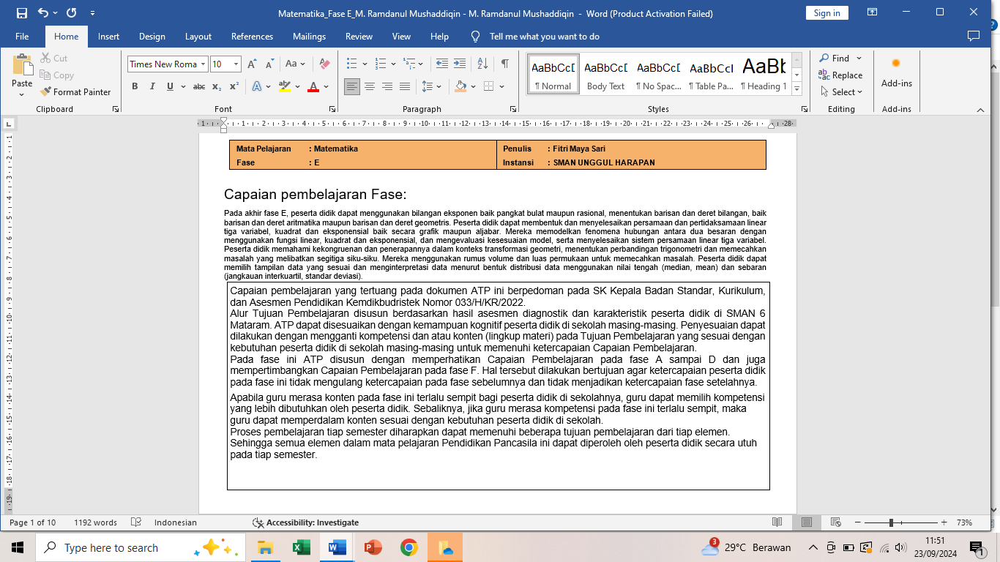 Matematika_Fase E_M. Ramdanul Mushaddiqin - M. Ramdanul Mushaddiqin - Word (Product Activation Failed)
Sign in
File Home Insert Design Layout References Mailings Review View Help Tell me what you want to do
Paste
Cut
Copy
Format Painter
Clipboard
Times New Roma 10
Font
Paragraph
AaBbCcD AaBbCcD AaBbCcD AaBbCcI AaBbC
¶ Normal Body Text ¶ No Spac... ¶ Table Pa... ¶ Heading 1
Styles
Find
Replace
Select
Editing
Add-ins
Add-ins
Mata Pelajaran : Matematika
Fase : E
Penulis : Fitri Maya Sari
Instansi : SMAN UNGGUL HARAPAN
Capaian pembelajaran Fase:
Pada akhir fase E, peserta didik dapat menggunakan bilangan eksponen baik pangkat bulat maupun rasional, menentukan barisan dan deret bilangan, baik
barisan dan deret aritmatika maupun barisan dan deret geometris. Peserta didik dapat membentuk dan menyelesaikan persamaan dan pertidaksamaan linear
tiga variabel, kuadrat dan eksponensial baik secara grafik maupun aljabar. Mereka memodelkan fenomena hubungan antara dua besaran dengan
menggunakan fungsi linear, kuadrat dan eksponensial, dan mengevaluasi kesesuaian model, serta menyelesaikan sistem persamaan linear tiga variabel.
Peserta didik memahami kekongruenan dan penerapannya dalam konteks transformasi geometri, menentukan perbandingan trigonometri dan memecahkan
masalah yang melibatkan segitiga siku-siku. Mereka menggunakan rumus volume dan luas permukaan untuk memecahkan masalah. Peserta didik dapat
memilih tampilan data yang sesuai dan menginterpretasi data menurut bentuk distribusi data menggunakan nilai tengah (median, mean) dan sebaran
(jangkauan interkuartil, standar deviasi).
Capaian pembelajaran yang tertuang pada dokumen ATP ini berpedoman pada SK Kepala Badan Standar, Kurikulum,
dan Asesmen Pendidikan Kemdikbudristek Nomor 033/H/KR/2022.
Alur Tujuan Pembelajaran disusun berdasarkan hasil asesmen diagnostik dan karakteristik peserta didik di SMAN 6
Mataram. ATP dapat disesuaikan dengan kemampuan kognitif peserta didik di sekolah masing-masing. Penyesuaian dapat
dilakukan dengan mengganti kompetensi dan atau konten (lingkup materi) pada Tujuan Pembelajaran yang sesuai dengan
kebutuhan peserta didik di sekolah masing-masing untuk memenuhi ketercapaian Capaian Pembelajaran.
Pada fase ini ATP disusun dengan memperhatikan Capaian Pembelajaran pada fase A sampai D dan juga
mempertimbangkan Capaian Pembelajaran pada fase F. Hal tersebut dilakukan bertujuan agar ketercapaian peserta didik
pada fase ini tidak mengulang ketercapaian pada fase sebelumnya dan tidak menjadikan ketercapaian fase setelahnya.
Apabila guru merasa konten pada fase ini terlalu sempit bagi peserta didik di sekolahnya, guru dapat memilih kompetensi
yang lebih dibutuhkan oleh peserta didik. Sebaliknya, jika guru merasa kompetensi pada fase ini terlalu sempit, maka
guru dapat memperdalam konten sesuai dengan kebutuhan peserta didik di sekolah.
Proses pembelajaran tiap semester diharapkan dapat memenuhi beberapa tujuan pembelajaran dari tiap elemen.
Sehingga semua elemen dalam mata pelajaran Pendidikan Pancasila ini dapat diperoleh oleh peserta didik secara utuh
pada tiap semester.
Page 1 of 10 1192 words Indonesian Accessibility: Investigate 73%
Type here to search
3 29°C Berawan
11:51
23/09/2024
1